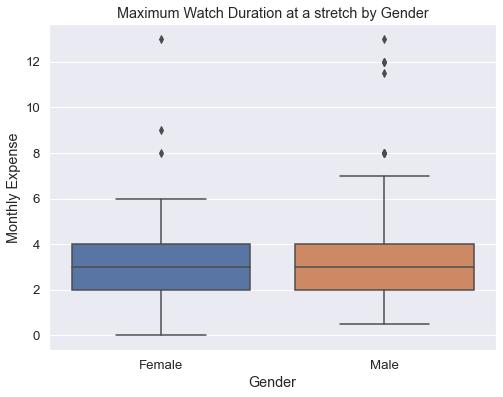 Maximum Watch Duration at a stretch by Gender
Monthly Expense
12
10
8
6
4
2
0
Female
Male
Gender